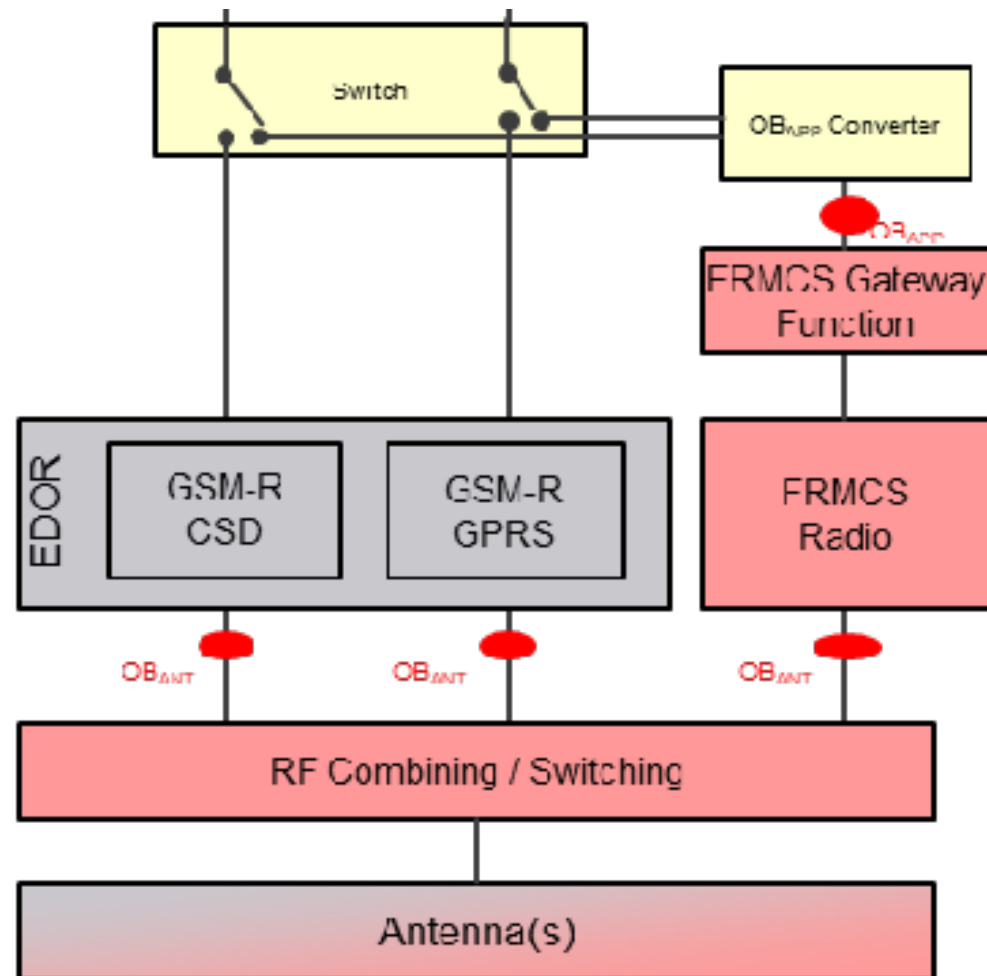 Switch
OBAPP Converter
OBAPP
FRMCS Gateway
Function
EDOR
GSM-R
CSD
GSM-R
GPRS
FRMCS
Radio
OBANT
OBANT
OBANT
RF Combining / Switching
Antenna(s)